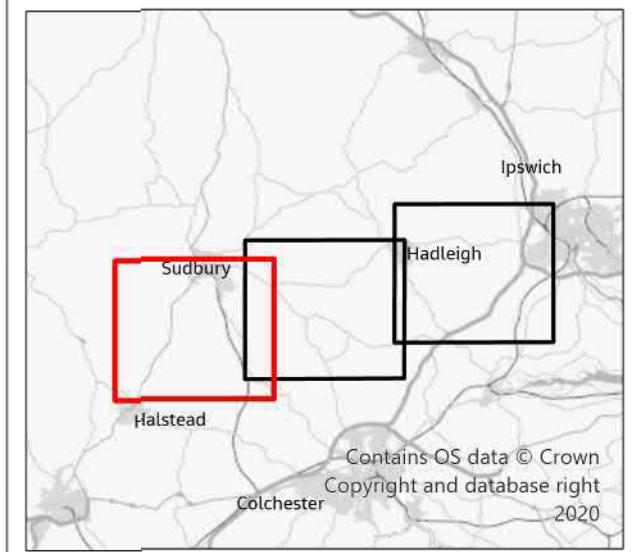 Ipswich
Hadleigh
Sudbury
Halstead
Contains OS data © Crown
Copyright and database right
2020
Colchester